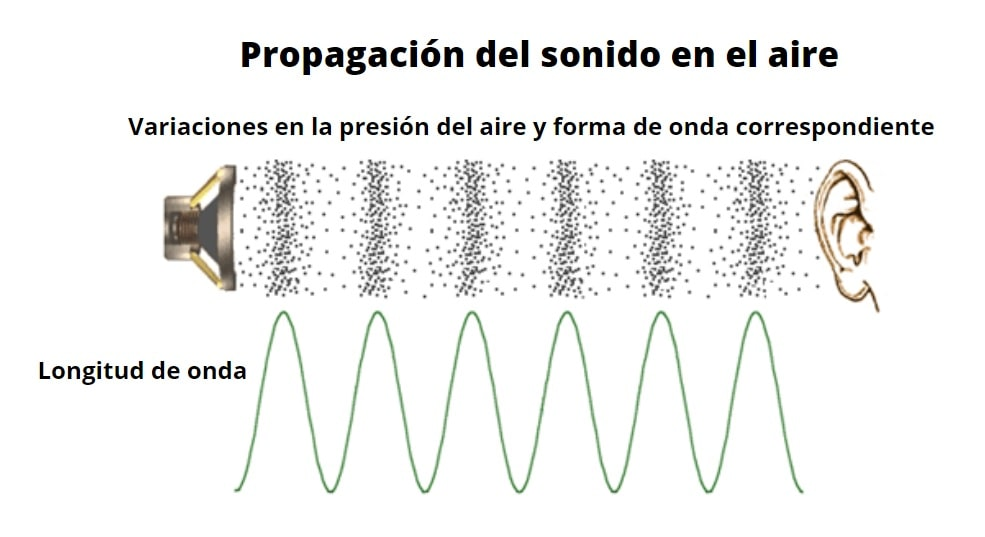 Propagación del sonido en el aire
Variaciones en la presión del aire y forma de onda correspondiente
Longitud de onda